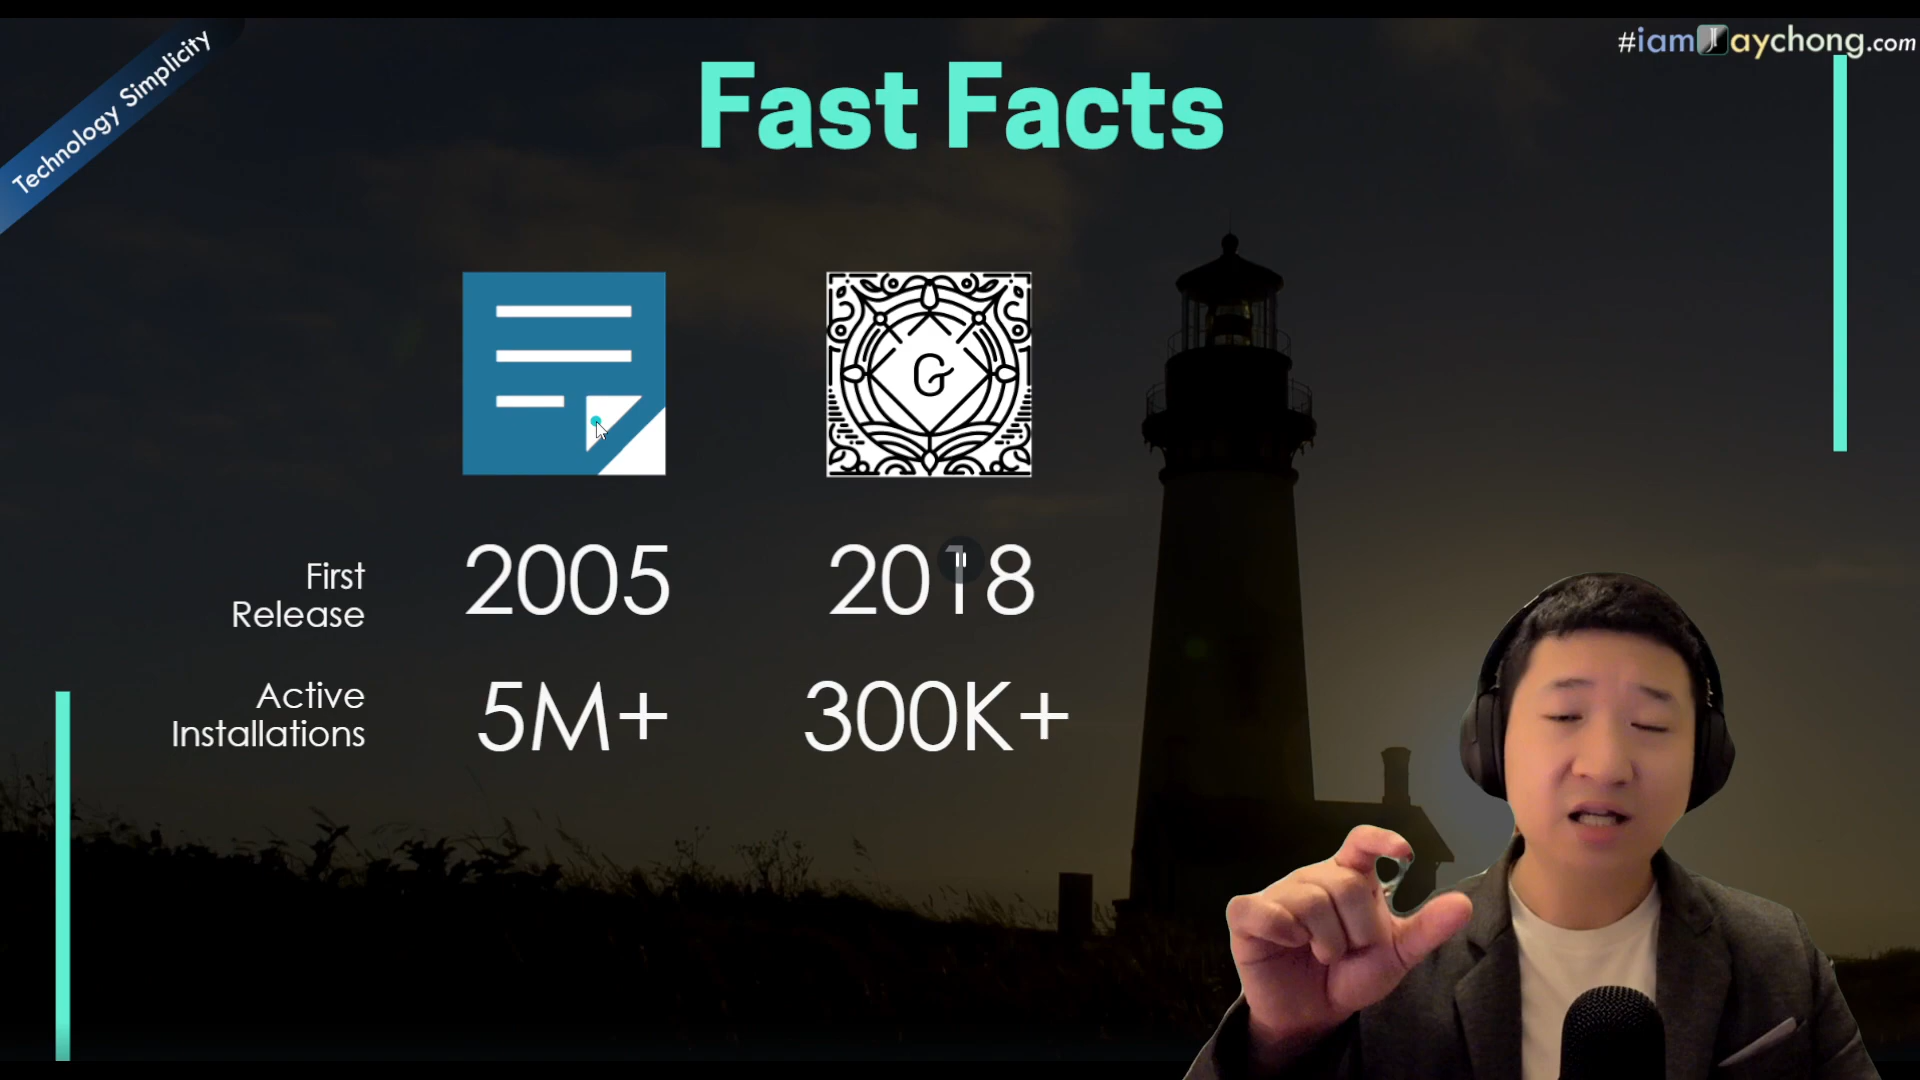 Technology Simplicity
#iamJaychong.com
Fast Facts
G
First
Release
2005
2018
Active
Installations
5M+
300K+